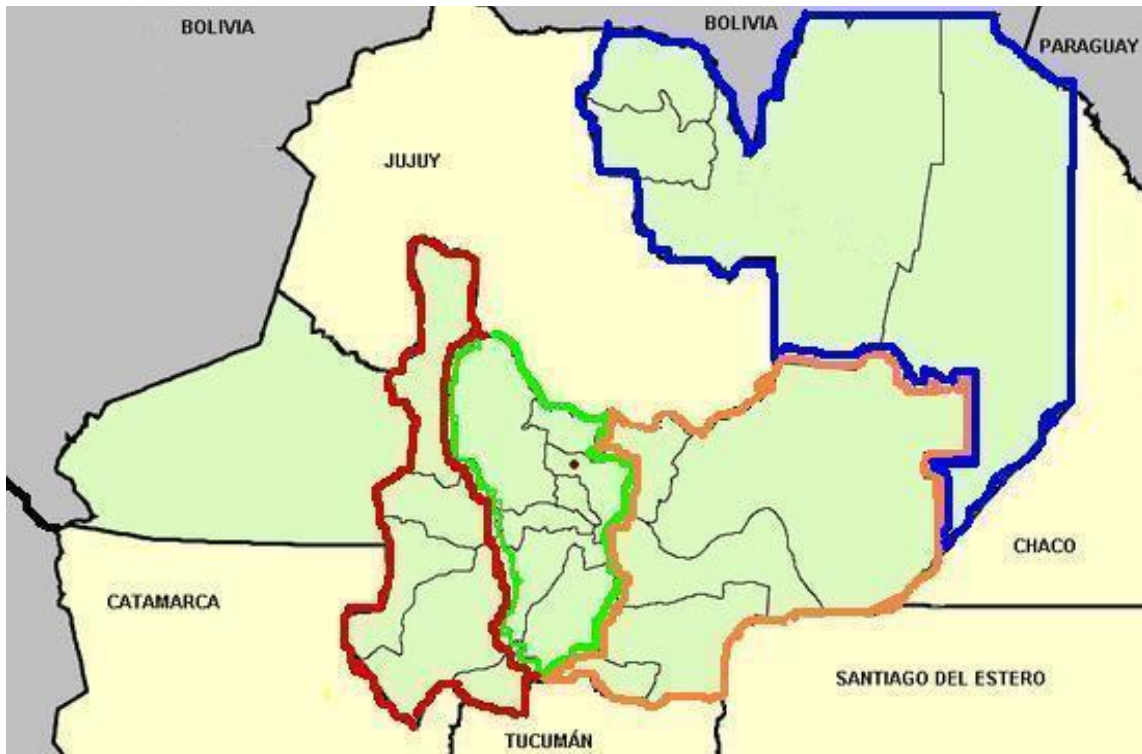 BOLIVIA
BOLIVIA
PARAGUAY
JUJUY
CHACO
CATAMARCA
SANTIAGO DEL ESTERO
TUCUMÁN